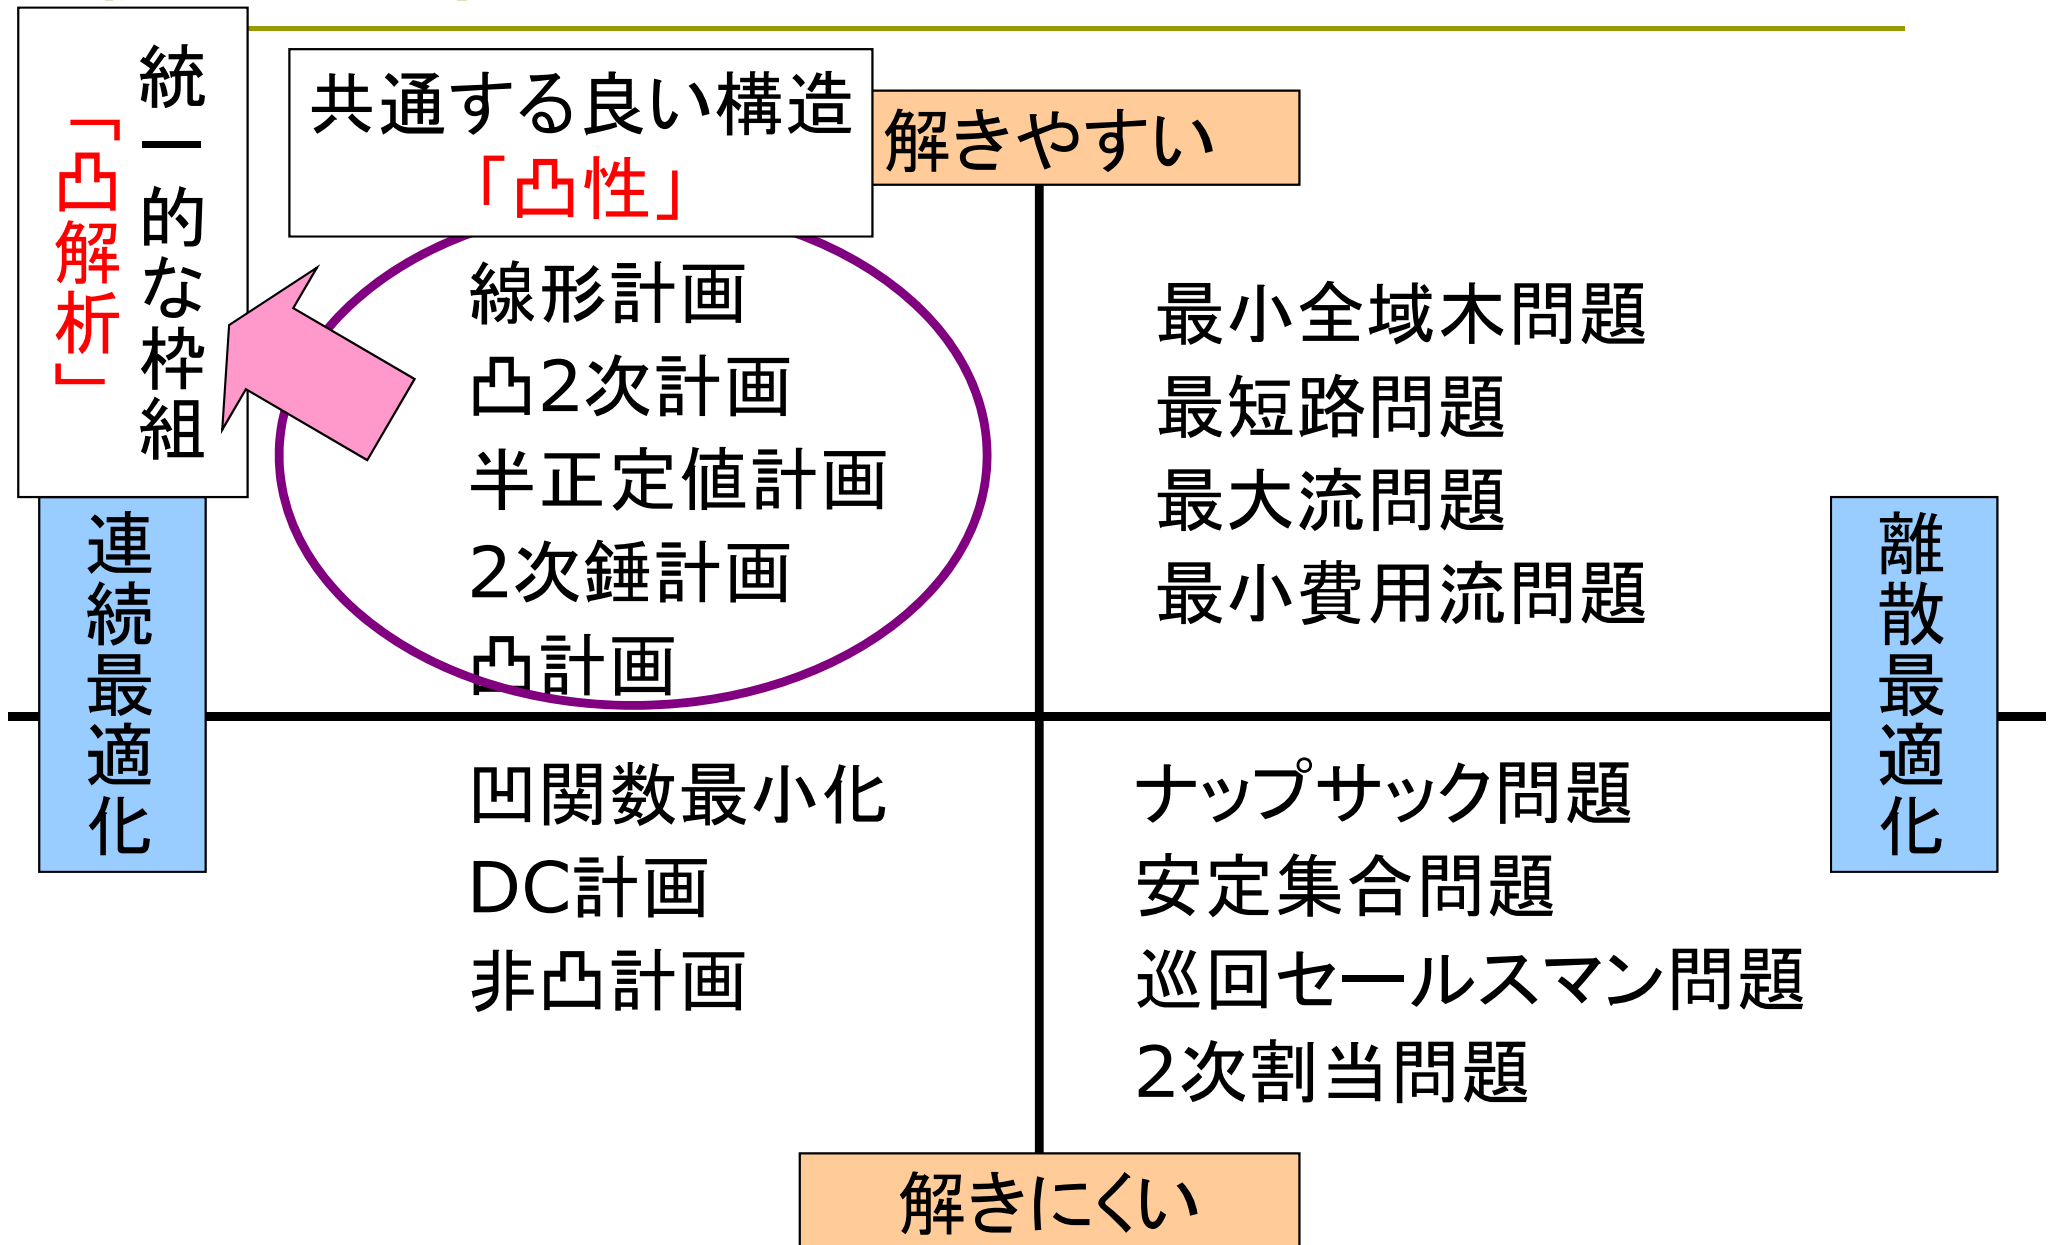 統一的な枠組
「凸解析」
共通する良い構造
「凸性」
解きやすい
線形計画
凸2次計画
半正定値計画
2次錘計画
凸計画
最小全域木問題
最短路問題
最大流問題
最小費用流問題
連続最適化
離散最適化
凹関数最小化
DC計画
非凸計画
ナップサック問題
安定集合問題
巡回セールスマン問題
2次割当問題
解きにくい